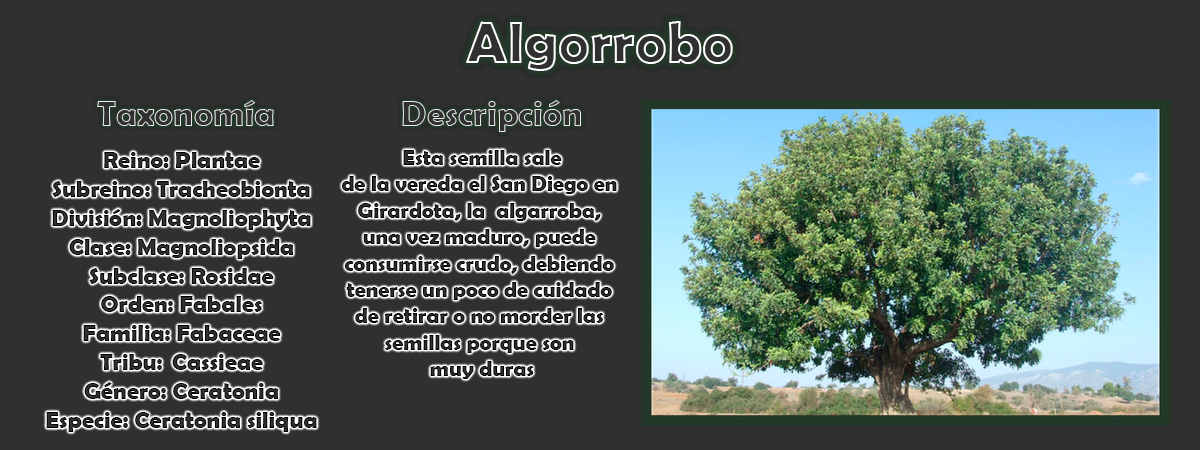 Algorrobo
Taxonomía
Reino: Plantae
Subreino: Tracheobionta
División: Magnoliophyta
Clase: Magnoliopsida
Subclase: Rosidae
Orden: Fabales
Familia: Fabaceae
Tribu: Cassieae
Género: Ceratonia
Especie: Ceratonia siliqua
Descripción
Esta semilla sale
de la vereda el San Diego en
Girardota, la algarroba,
una vez maduro, puede
consumirse crudo, debiendo
tenerse un poco de cuidado
de retirar o no morder las
semillas porque son
muy duras